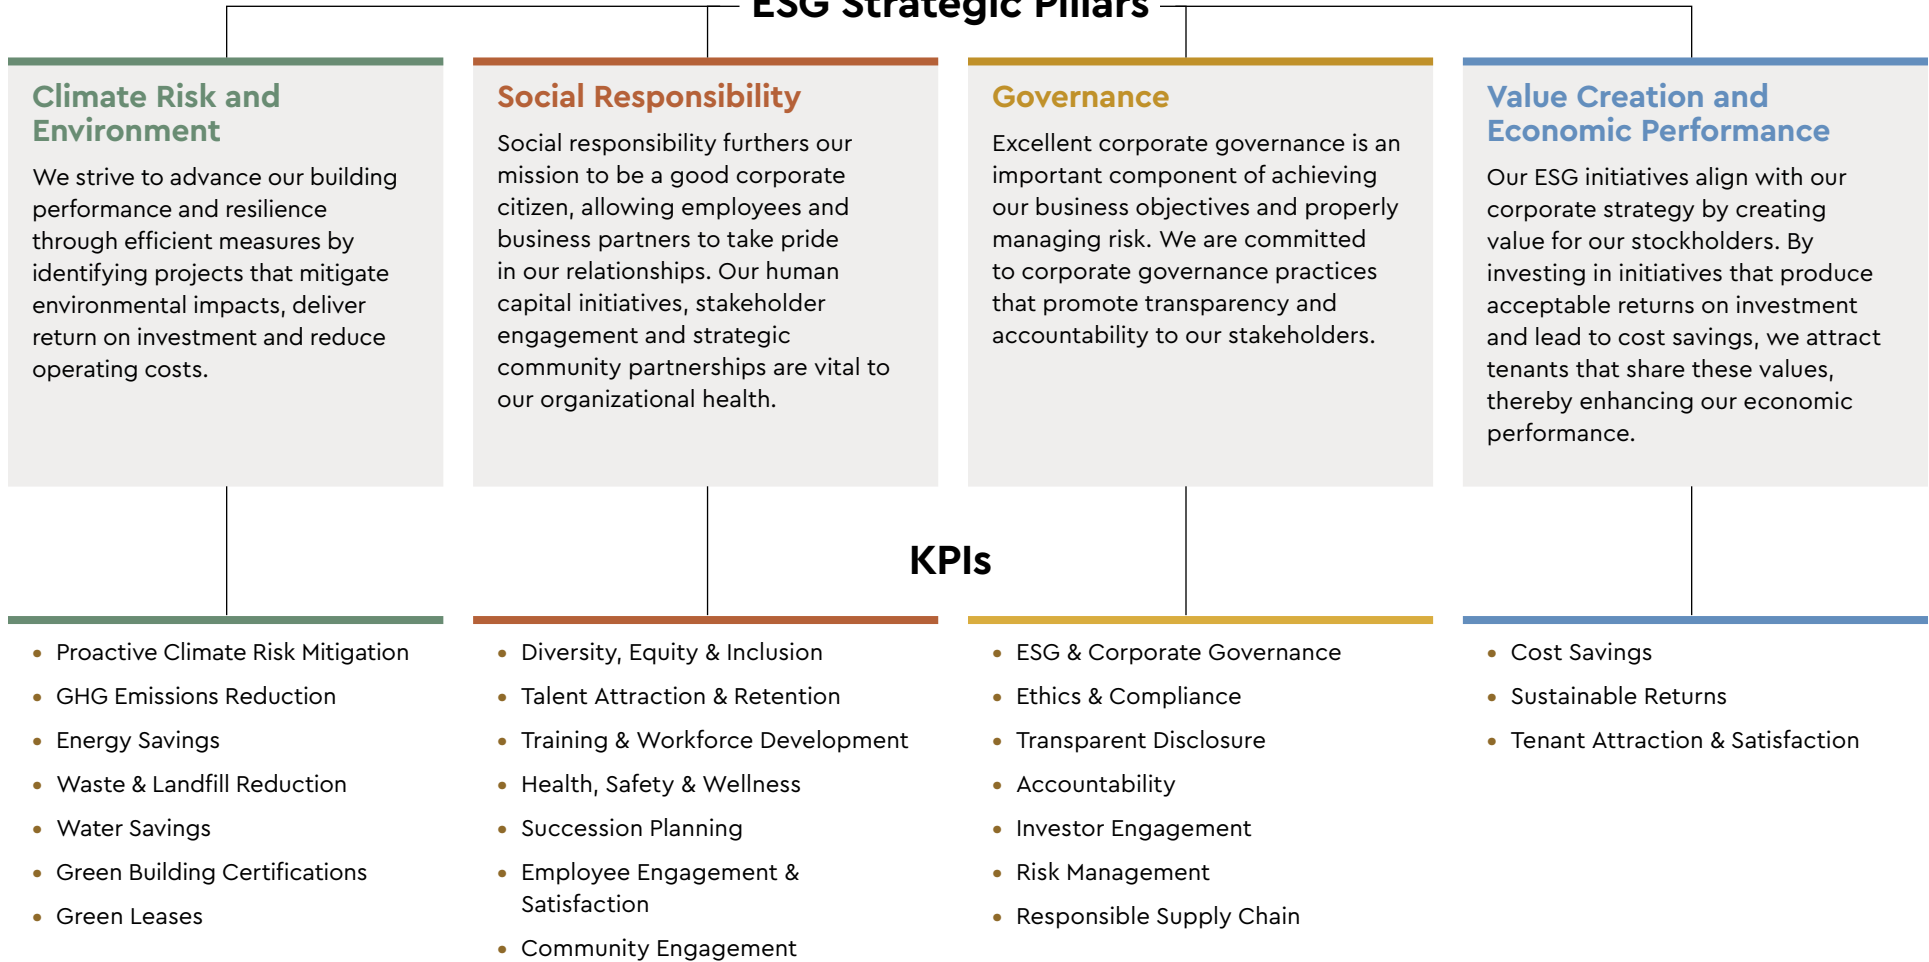 ESG Strategic Pillars
Climate Risk and
Environment
We strive to advance our building
performance and resilience
through efficient measures by
identifying projects that mitigate
environmental impacts, deliver
return on investment and reduce
operating costs.
Social Responsibility
Social responsibility furthers our
mission to be a good corporate
citizen, allowing employees and
business partners to take pride
in our relationships. Our human
capital initiatives, stakeholder
engagement and strategic
community partnerships are vital to
our organizational health.
Governance
Excellent corporate governance is an
important component of achieving
our business objectives and properly
managing risk. We are committed
to corporate governance practices
that promote transparency and
accountability to our stakeholders.
Value Creation and
Economic Performance
Our ESG initiatives align with our
corporate strategy by creating
value for our stockholders. By
investing in initiatives that produce
acceptable returns on investment
and lead to cost savings, we attract
tenants that share these values,
thereby enhancing our economic
performance.
KPIs
• Proactive Climate Risk Mitigation
• GHG Emissions Reduction
• Energy Savings
• Waste & Landfill Reduction
• Water Savings
• Green Building Certifications
• Green Leases
• Diversity, Equity & Inclusion
• Talent Attraction & Retention
• Training & Workforce Development
• Health, Safety & Wellness
• Succession Planning
• Employee Engagement &
Satisfaction
• Community Engagement
• ESG & Corporate Governance
• Ethics & Compliance
• Transparent Disclosure
• Accountability
• Investor Engagement
• Risk Management
• Responsible Supply Chain
• Cost Savings
• Sustainable Returns
• Tenant Attraction & Satisfaction